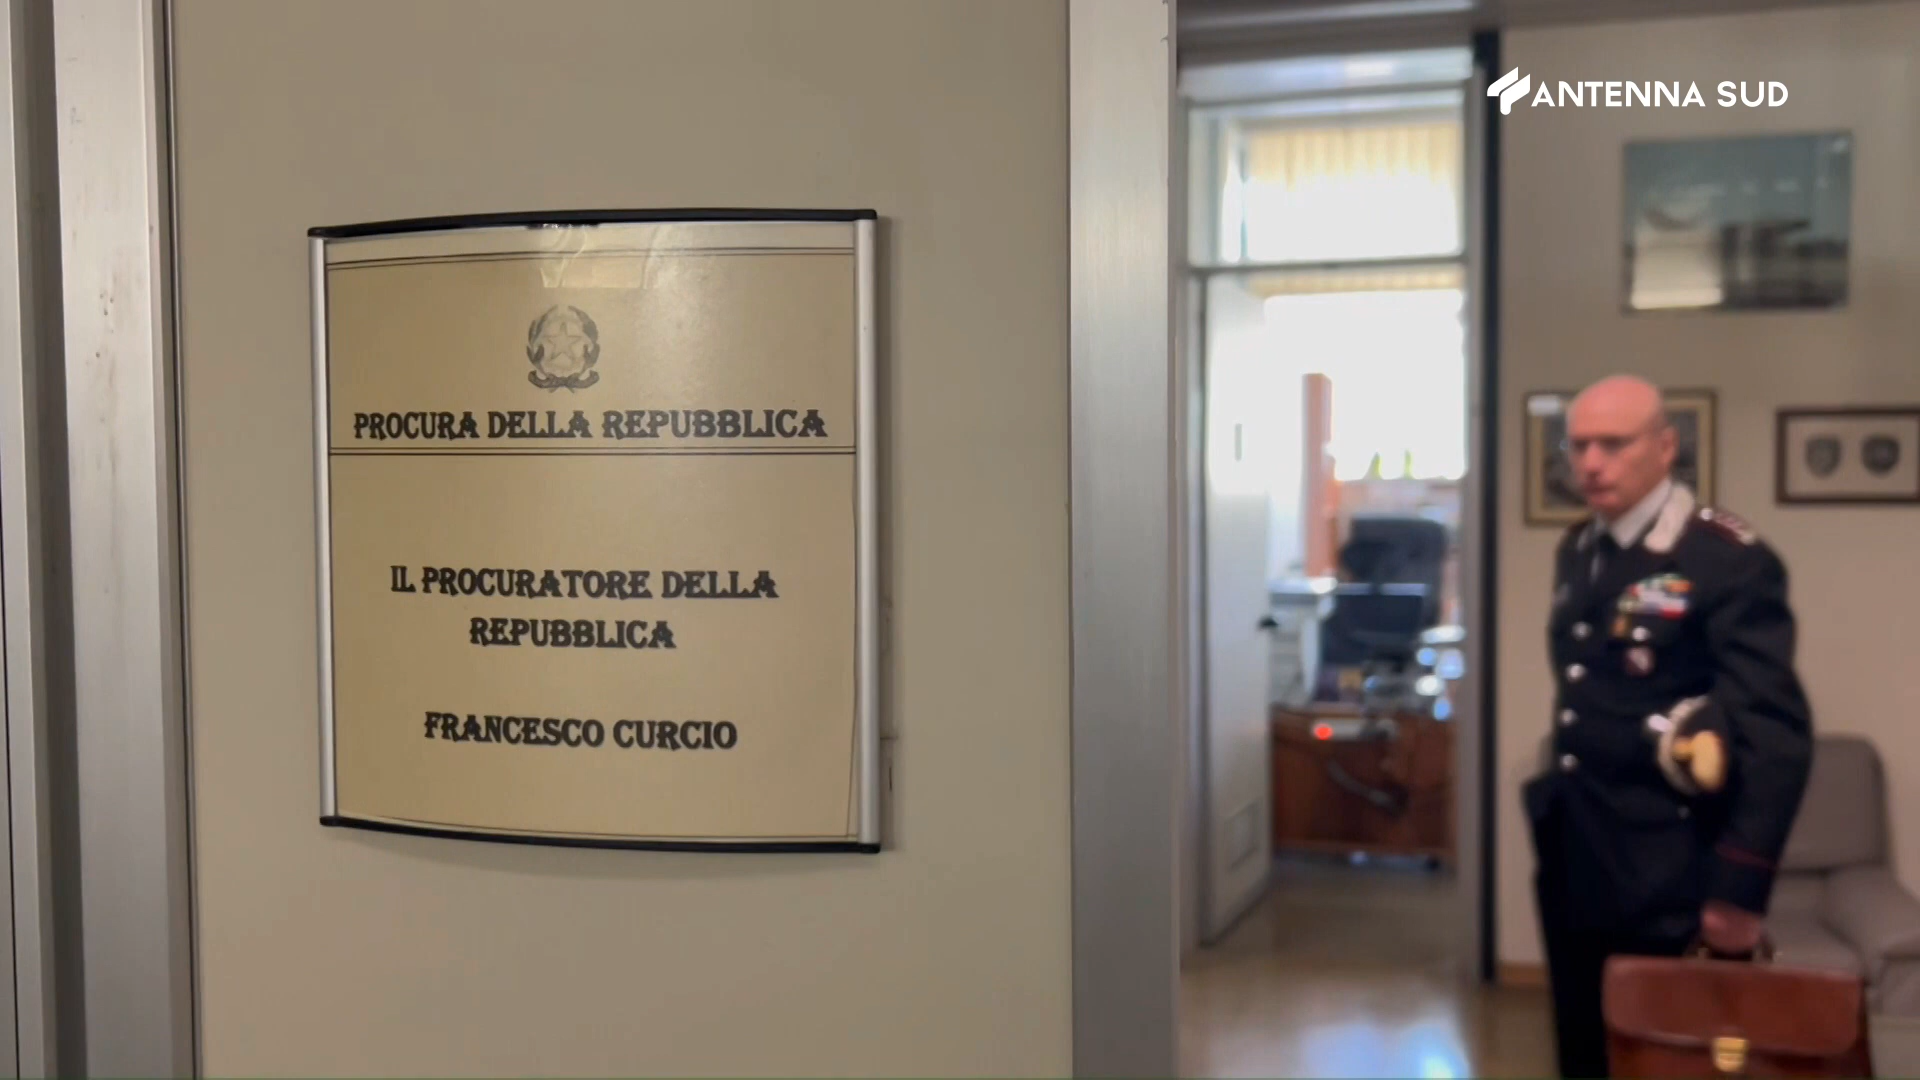 ANTENNA SUD
PROCURA DELLA REPUBBLICA
IL PROCURATORE DELLA
REPUBBLICA
FRANCESCO CURCIO